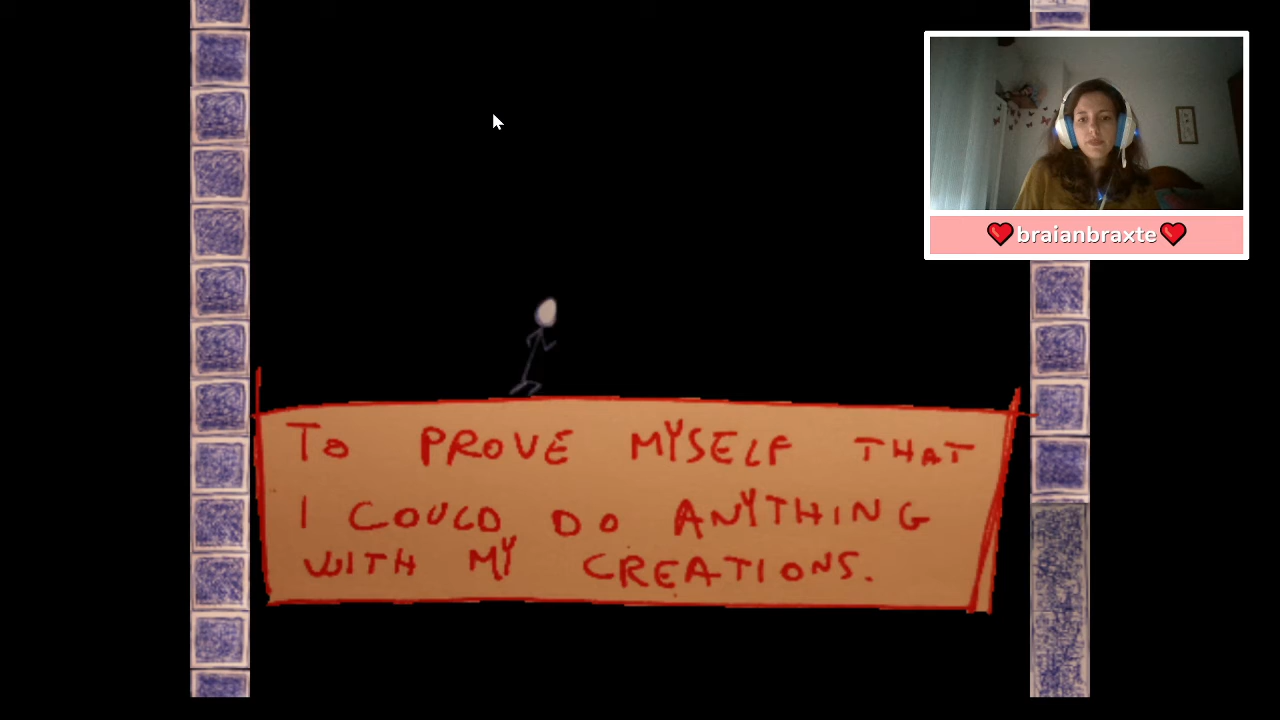 ❤️braianbraxte❤️
TO PROVE MYSELF THAT
I COULD DO ANYTHING
WITH MY CREATIONS.